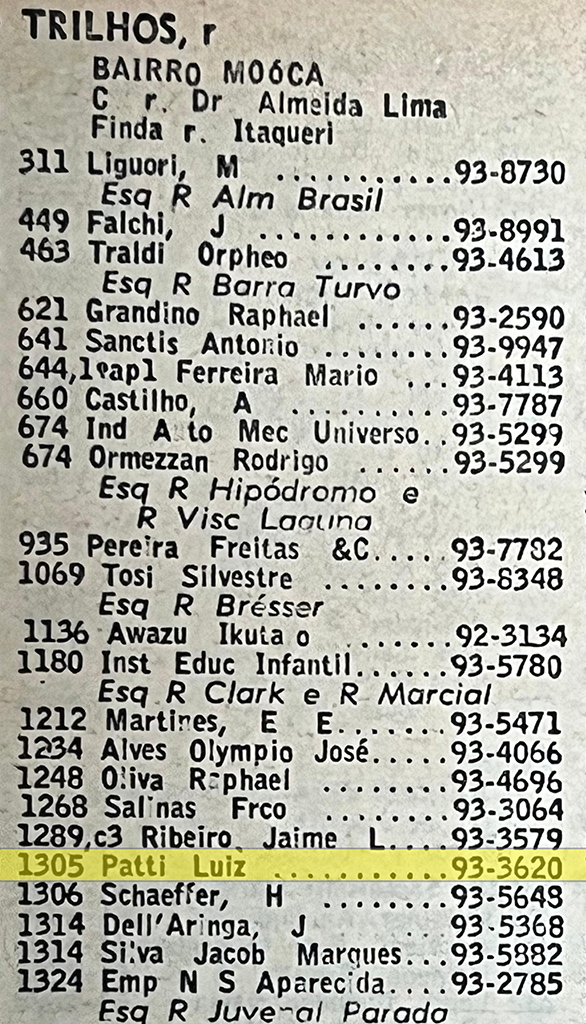 TRILHOS, r
BAIRRO MOÓCA
C r. Dr Almeida Lima
Finda r. Itaqueri
311 Liguori, M ...........93-8730
Esq R Alm Brasil
449 Falchi, J ...........93-8991
463 Traldi Orpheo .......93-4613
Esq R Barra Turvo
621 Grandino Raphael ......93-2590
641 Sanctis Antonio ........93-9947
644,1ºap1 Ferreira Mario ...93-4113
660 Castilho, A ..........93-7787
674 Ind A to Mec Universo..93-5299
674 Ormezzan Rodrigo ......93-5299
Esq R Hipódromo e
R Visc Laguna
935 Pereira Freitas &C.....93-7782
1069 Tosi Silvestre ........93-8348
Esq R Brésser
1136 Awazu Ikuta o .......92-3134
1180 Inst Educ Infantil......93-5780
Esq R Clark e R Marcial
1212 Martines, E E.......93-5471
1234 Alves Olympio José.....93-4066
1248 Oliva Raphael ........93-4696
1268 Salinas Frco ........93-3064
1289,c3 Ribeiro, Jaime L....93-3579
1305 Patti Luiz ...........93-3620
1306 Schaeffer, H ........93-5648
1314 Dell'Aringa, J .......93-5368
1314 Silva Jacob Marques...93-5882
1324 Emp N S Aparecida....93-2785
Esq R Juvenal Parada